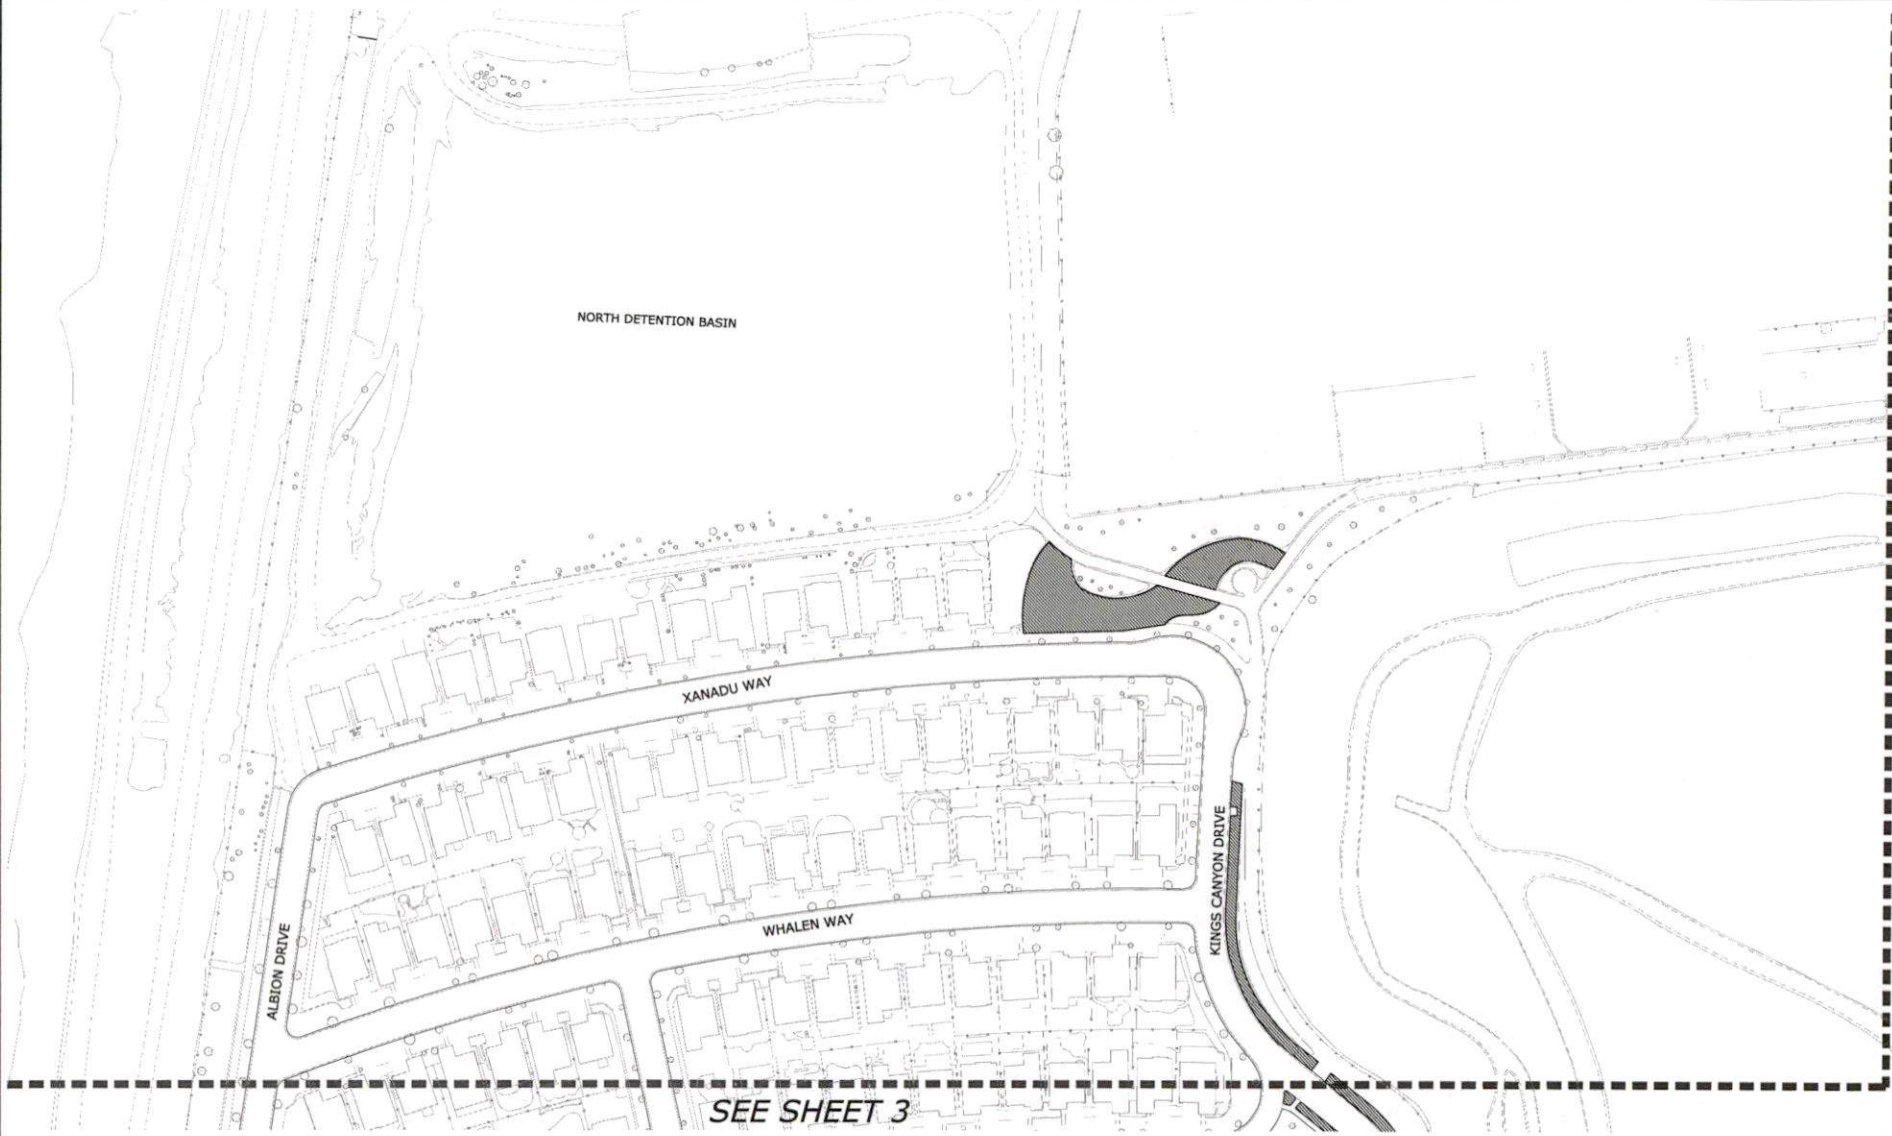 NORTH DETENTION BASIN
XANADU WAY
KINGS CANYON DRIVE
WHALEN WAY
ALBION DRIVE
SEE SHEET 3